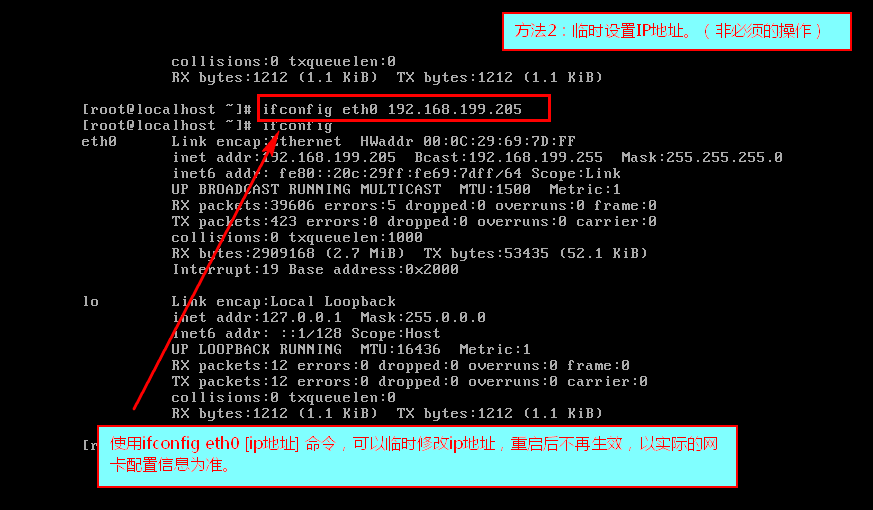 方法2：临时设置IP地址。（非必须的操作）
collisions:0 txqueuelen:0
RX bytes:1212 (1.1 KiB)  TX bytes:1212 (1.1 KiB)
[root@localhost ~]# ifconfig eth0 192.168.199.205
[root@localhost ~]# ifconfig
eth0      Link encap:Ethernet  HWaddr 00:0C:29:69:7D:FF
inet addr:192.168.199.205  Bcast:192.168.199.255  Mask:255.255.255.0
inet6 addr: fe80::20c:29ff:fe69:7dff/64 Scope:Link
UP BROADCAST RUNNING MULTICAST  MTU:1500  Metric:1
RX packets:39606 errors:5 dropped:0 overruns:0 frame:0
TX packets:423 errors:0 dropped:0 overruns:0 carrier:0
collisions:0 txqueuelen:1000
RX bytes:2909168 (2.7 MiB)  TX bytes:53435 (52.1 KiB)
Interrupt:19 Base address:0x2000
lo        Link encap:Local Loopback
inet addr:127.0.0.1  Mask:255.0.0.0
inet6 addr: ::1/128 Scope:Host
UP LOOPBACK RUNNING  MTU:16436  Metric:1
RX packets:12 errors:0 dropped:0 overruns:0 frame:0
TX packets:12 errors:0 dropped:0 overruns:0 carrier:0
collisions:0 txqueuelen:0
RX bytes:1212 (1.1 KiB)  TX bytes:1212 (1.1 KiB)
[r
使用ifconfig eth0 [ip地址] 命令，可以临时修改ip地址，重启后不再生效，以实际的网
卡配置信息为准。